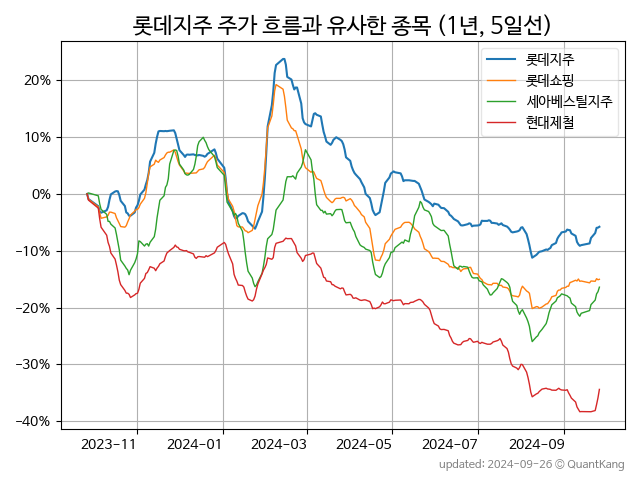 롯데지주 주가 흐름과 유사한 종목 (1년, 5일선)
롯데지주
롯데쇼핑
세아베스틸지주
현대제철
20%
10%
0%
−10%
−20%
−30%
−40%
2023-11
2024-01
2024-03
2024-05
2024-07
2024-09
updated: 2024-09-26 © QuantKang